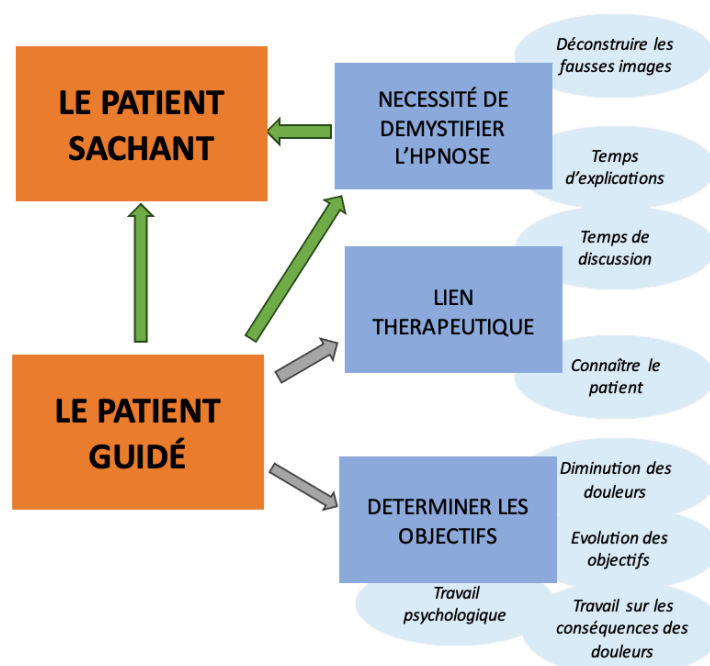 LE PATIENT
SACHANT
NECESSITÉ DE
DEMYSTIFIER
L'HPNOSE
Déconstruire les
fausses images
Temps
d'explications
Temps de
discussion
LIEN
THERAPEUTIQUE
Connaître le
patient
LE PATIENT
GUIDÉ
DETERMINER LES
OBJECTIFS
Diminution des
douleurs
Evolution des
objectifs
Travail
psychologique
Travail sur les
conséquences des
douleurs